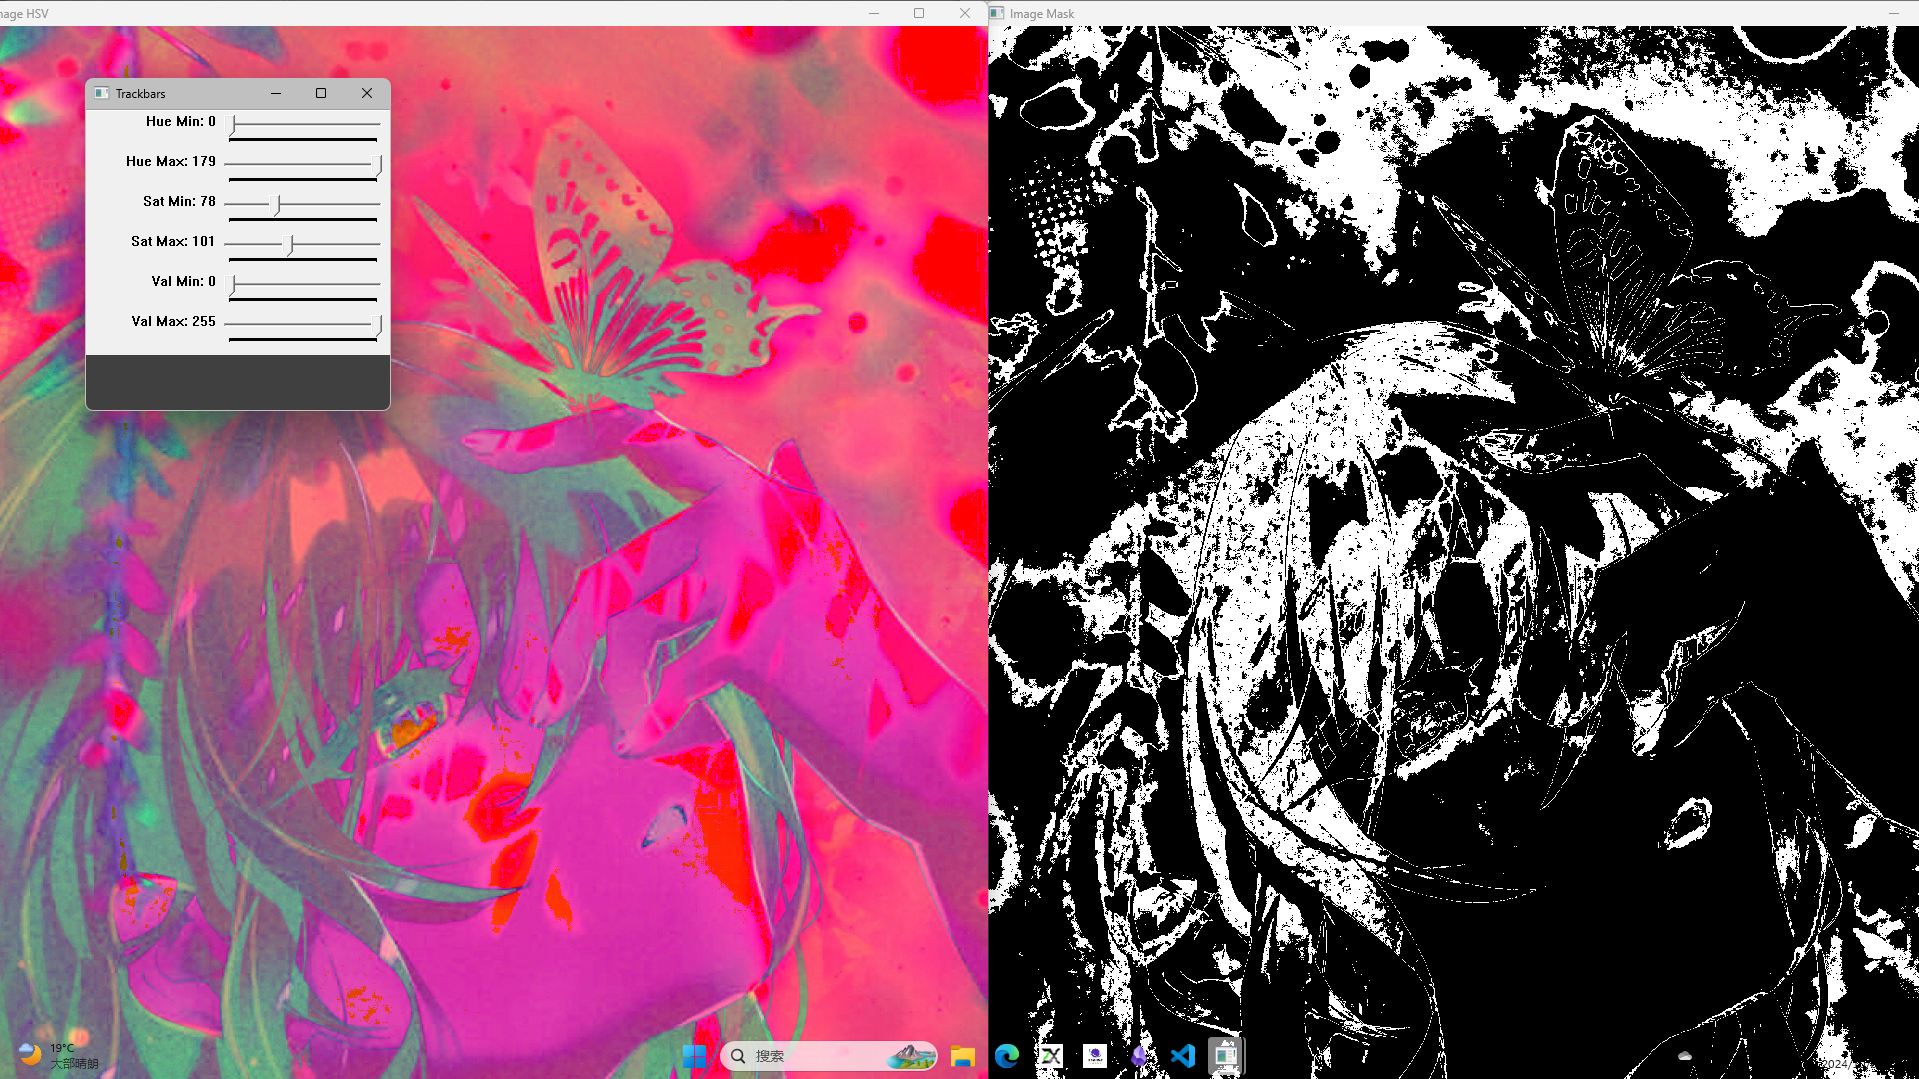 mage HSV
Image Mask
Trackbars
Hue Min: 0
Hue Max: 179
Sat Min: 78
Sat Max: 101
Val Min: 0
Val Max: 255
19°C
大部晴朗
搜索
2024/